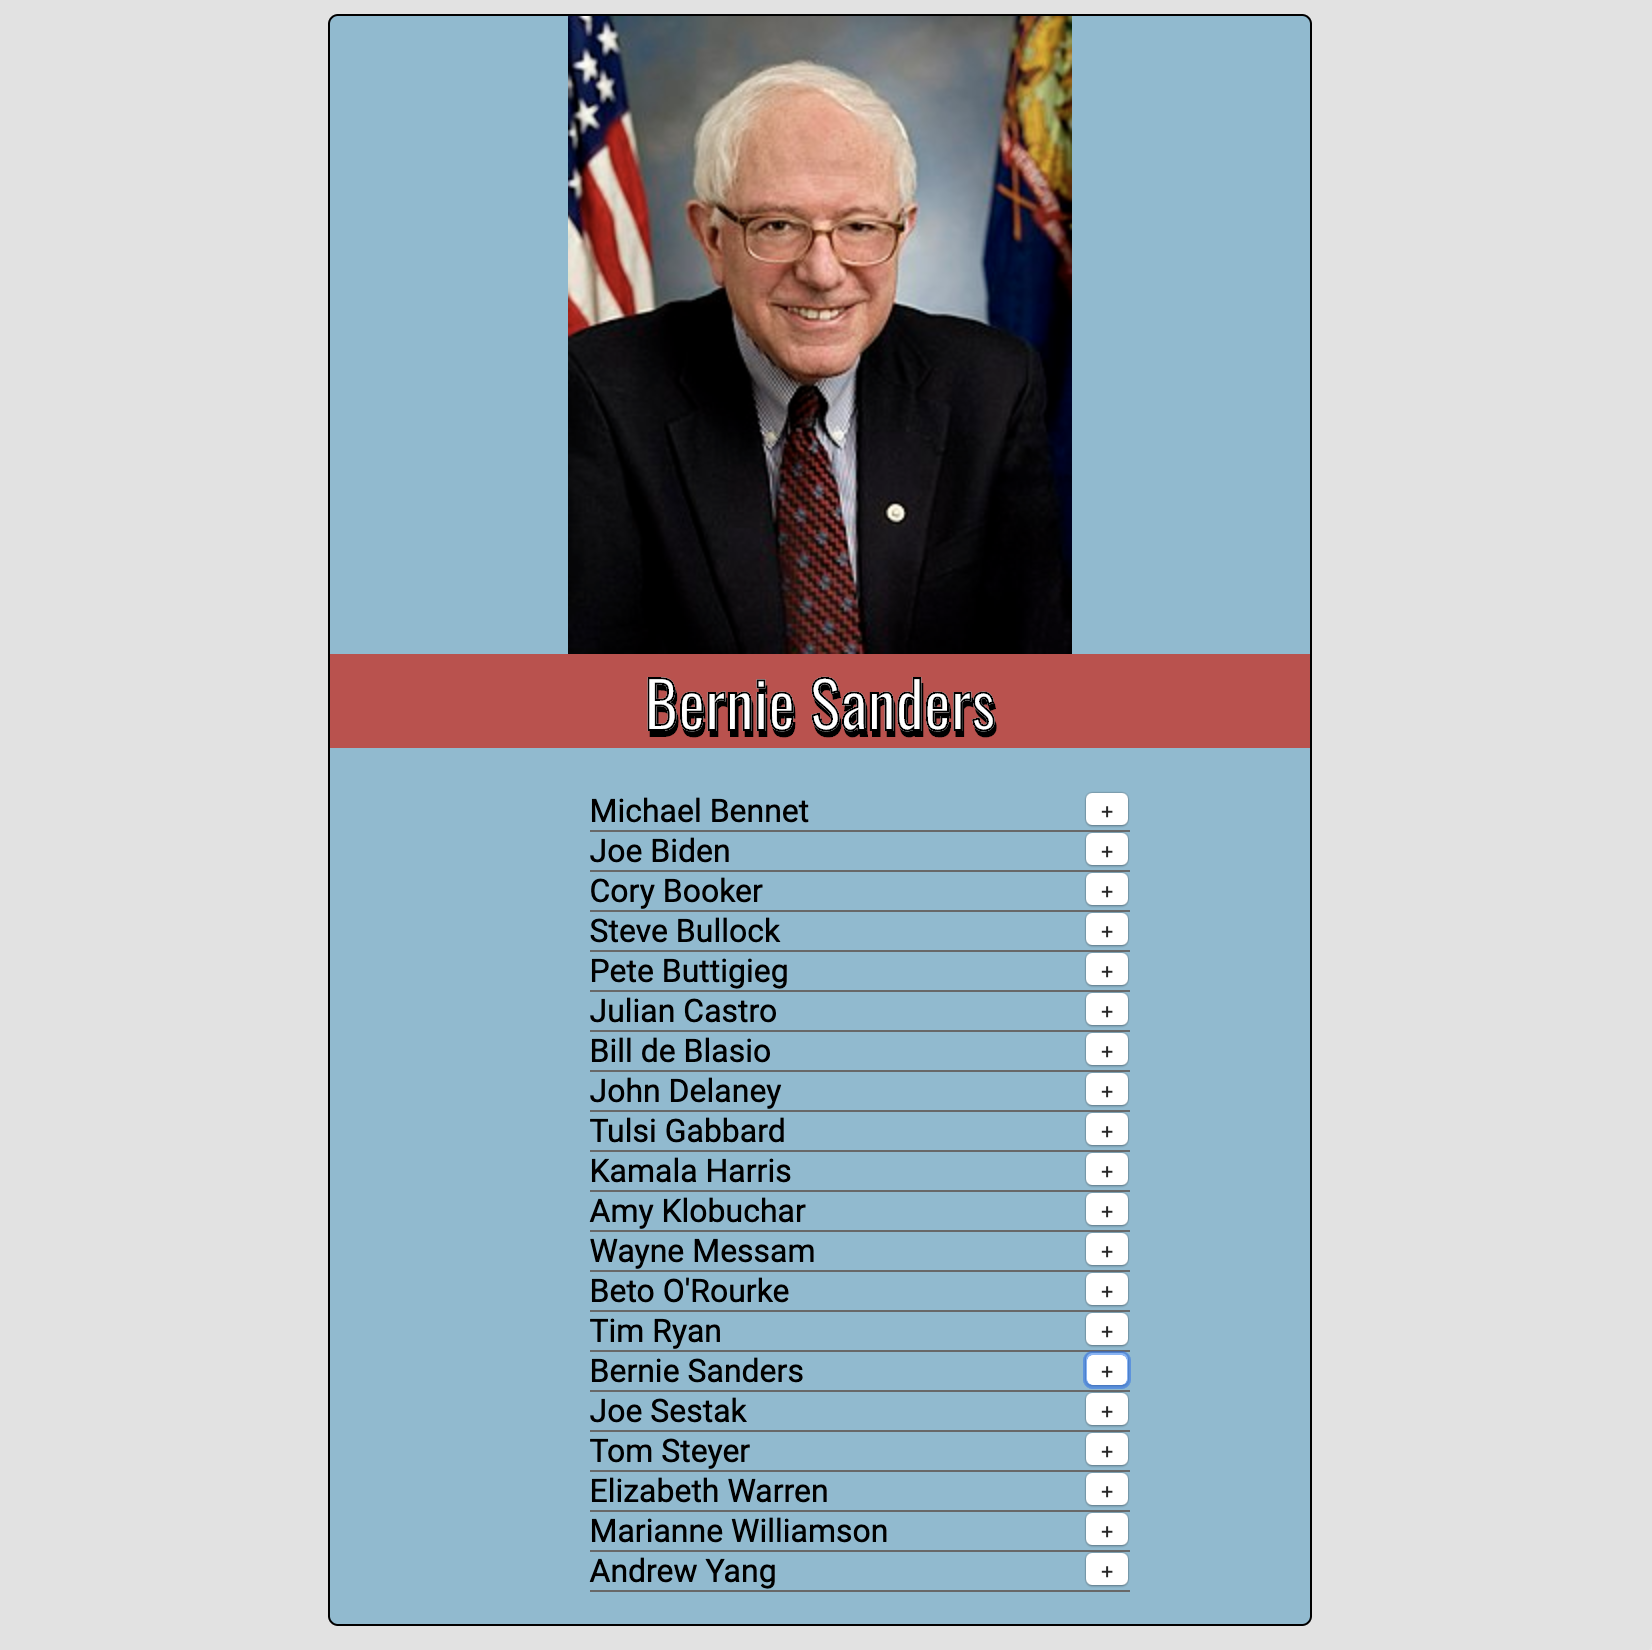 Bernie Sanders
Michael Bennet +
Joe Biden +
Cory Booker +
Steve Bullock +
Pete Buttigieg +
Julian Castro +
Bill de Blasio +
John Delaney +
Tulsi Gabbard +
Kamala Harris +
Amy Klobuchar +
Wayne Messam +
Beto O'Rourke +
Tim Ryan +
Bernie Sanders +
Joe Sestak +
Tom Steyer +
Elizabeth Warren +
Marianne Williamson +
Andrew Yang +